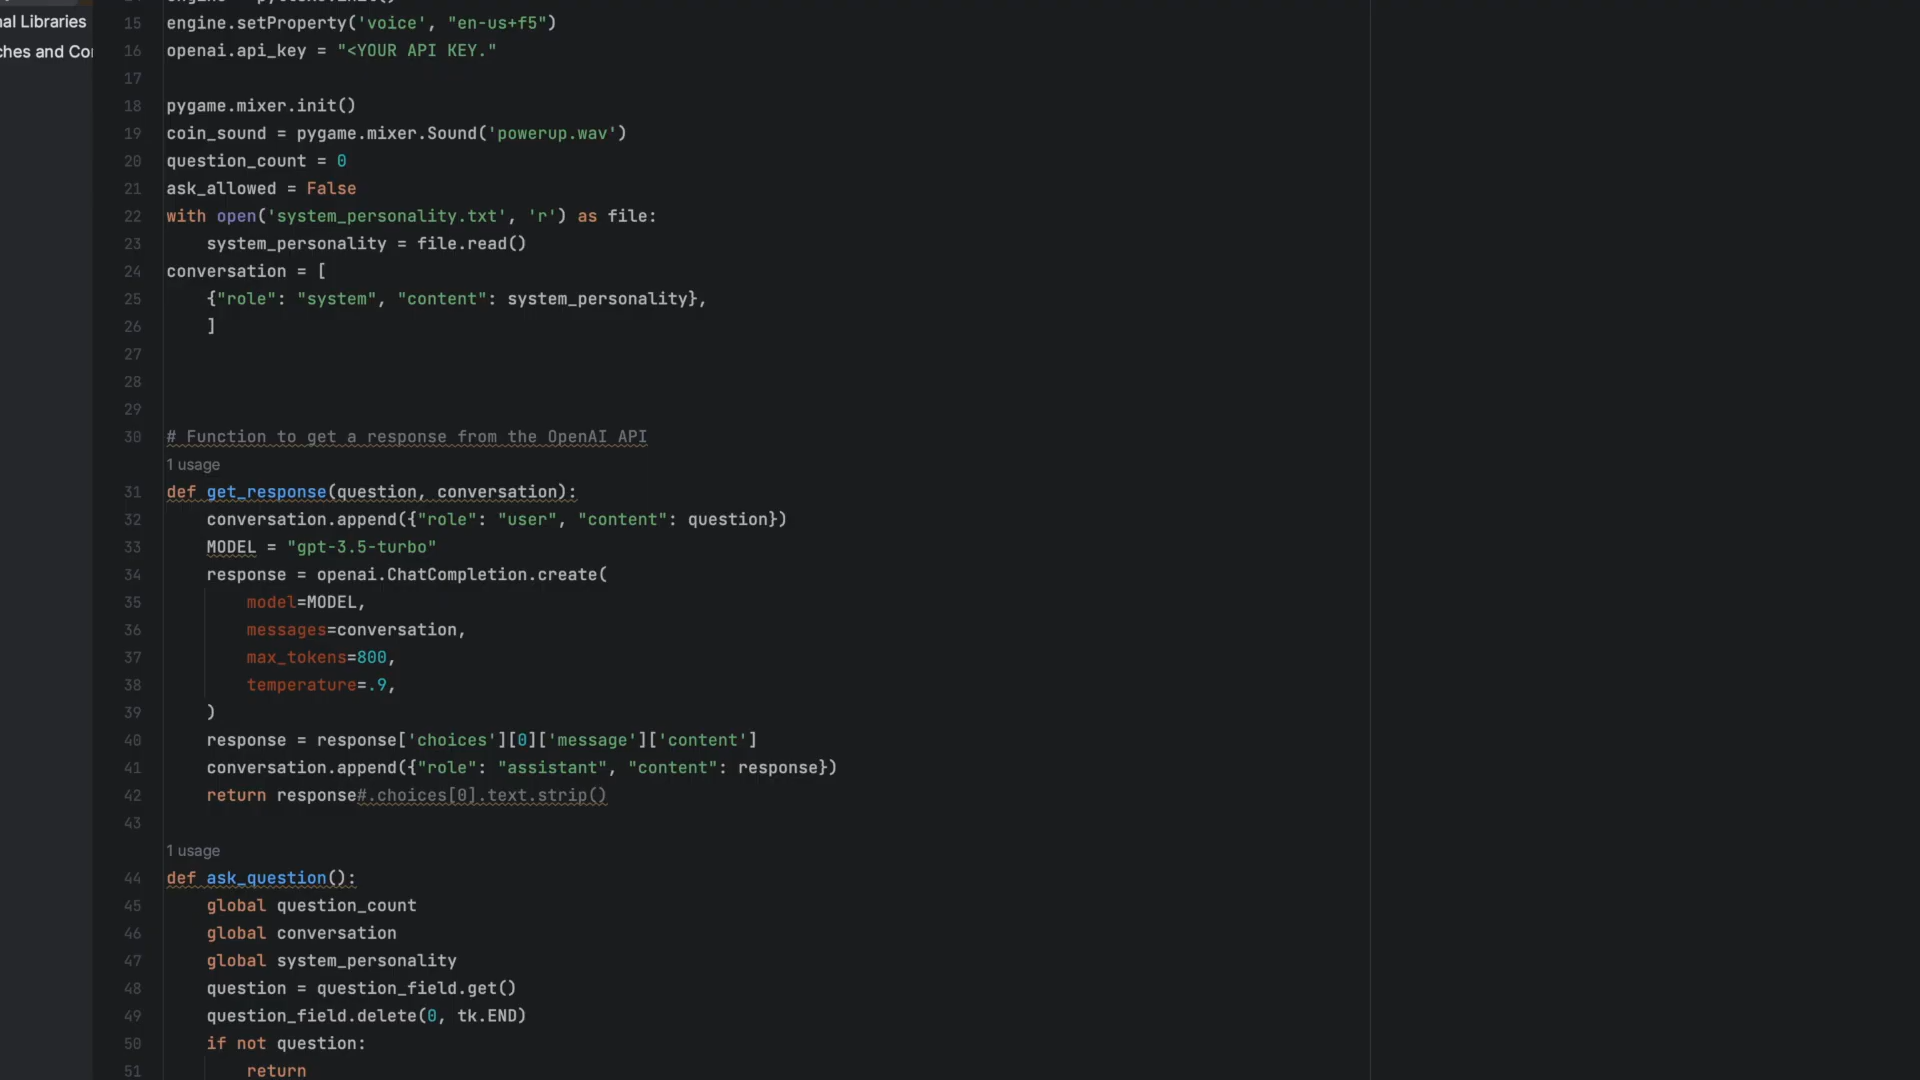 nal Libraries
ches and Co
15 engine.setProperty('voice', "en-us+f5")
16 openai.api_key = "<YOUR API KEY."
17
18 pygame.mixer.init()
19 coin_sound = pygame.mixer.Sound('powerup.wav')
20 question_count = 0
21 ask_allowed = False
22 with open('system_personality.txt', 'r') as file:
23     system_personality = file.read()
24 conversation = [
25     {"role": "system", "content": system_personality},
26     ]
27
28
29
30 # Function to get a response from the OpenAI API
1 usage
31 def get_response(question, conversation):
32     conversation.append({"role": "user", "content": question})
33     MODEL = "gpt-3.5-turbo"
34     response = openai.ChatCompletion.create(
35         model=MODEL,
36         messages=conversation,
37         max_tokens=800,
38         temperature=.9,
39     )
40     response = response['choices'][0]['message']['content']
41     conversation.append({"role": "assistant", "content": response})
42     return response#.choices[0].text.strip()
43
1 usage
44 def ask_question():
45     global question_count
46     global conversation
47     global system_personality
48     question = question_field.get()
49     question_field.delete(0, tk.END)
50     if not question:
51         return